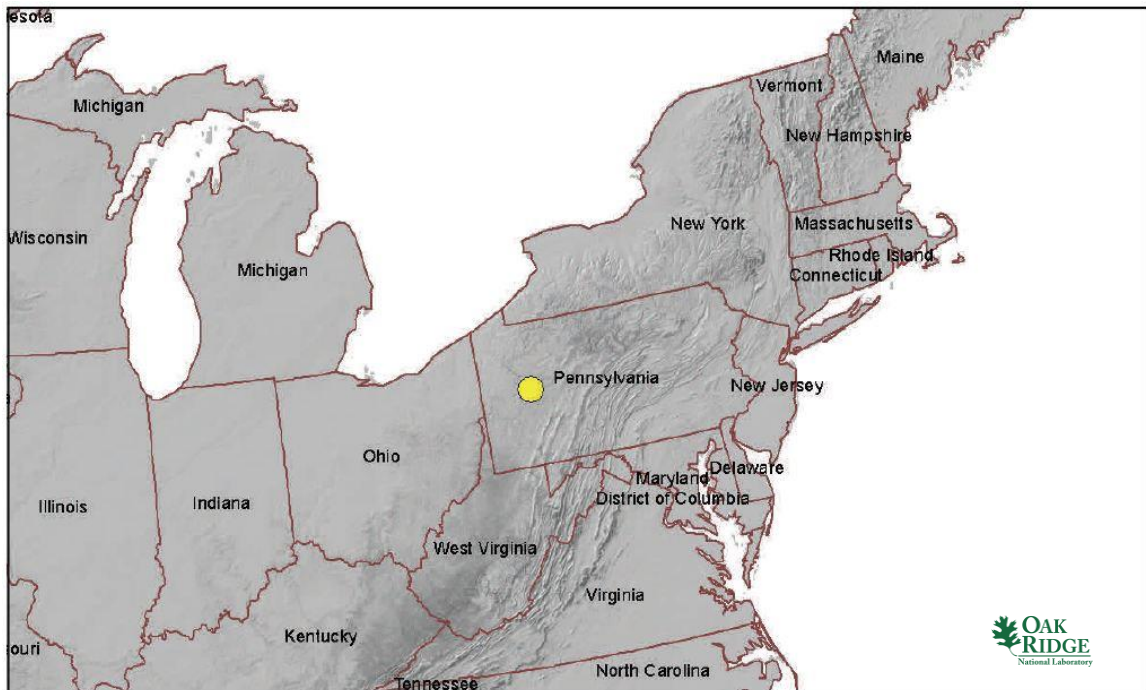 esota
Maine
Michigan
Vermont
New Hampshire
New York
Massachusetts
Wisconsin
Rhode Island
Michigan
Connecticut
Pennsylvania
New Jersey
Ohio
Delaware
Maryland
District of Columbia
Illinois
Indiana
West Virginia
Virginia
Kentucky
ouri
North Carolina
Tennessee
OAK
RIDGE
National Laboratory